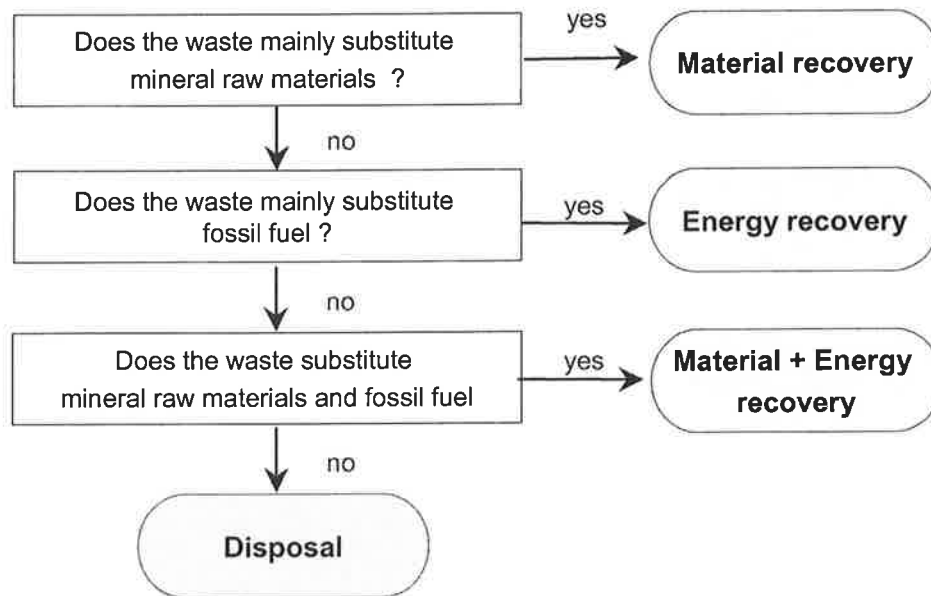 Does the waste mainly substitute
mineral raw materials ?
yes
Material recovery
no
Does the waste mainly substitute
fossil fuel ?
yes
Energy recovery
no
Does the waste substitute
mineral raw materials and fossil fuel
yes
Material + Energy
recovery
no
Disposal